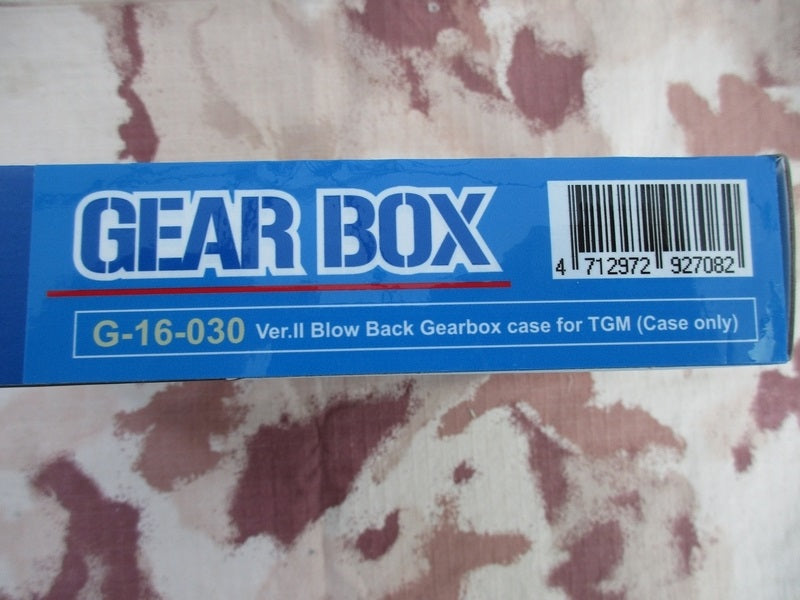 GEAR BOX
4 712972 927082
G-16-030 Ver.II Blow Back Gearbox case for TGM (Case only)